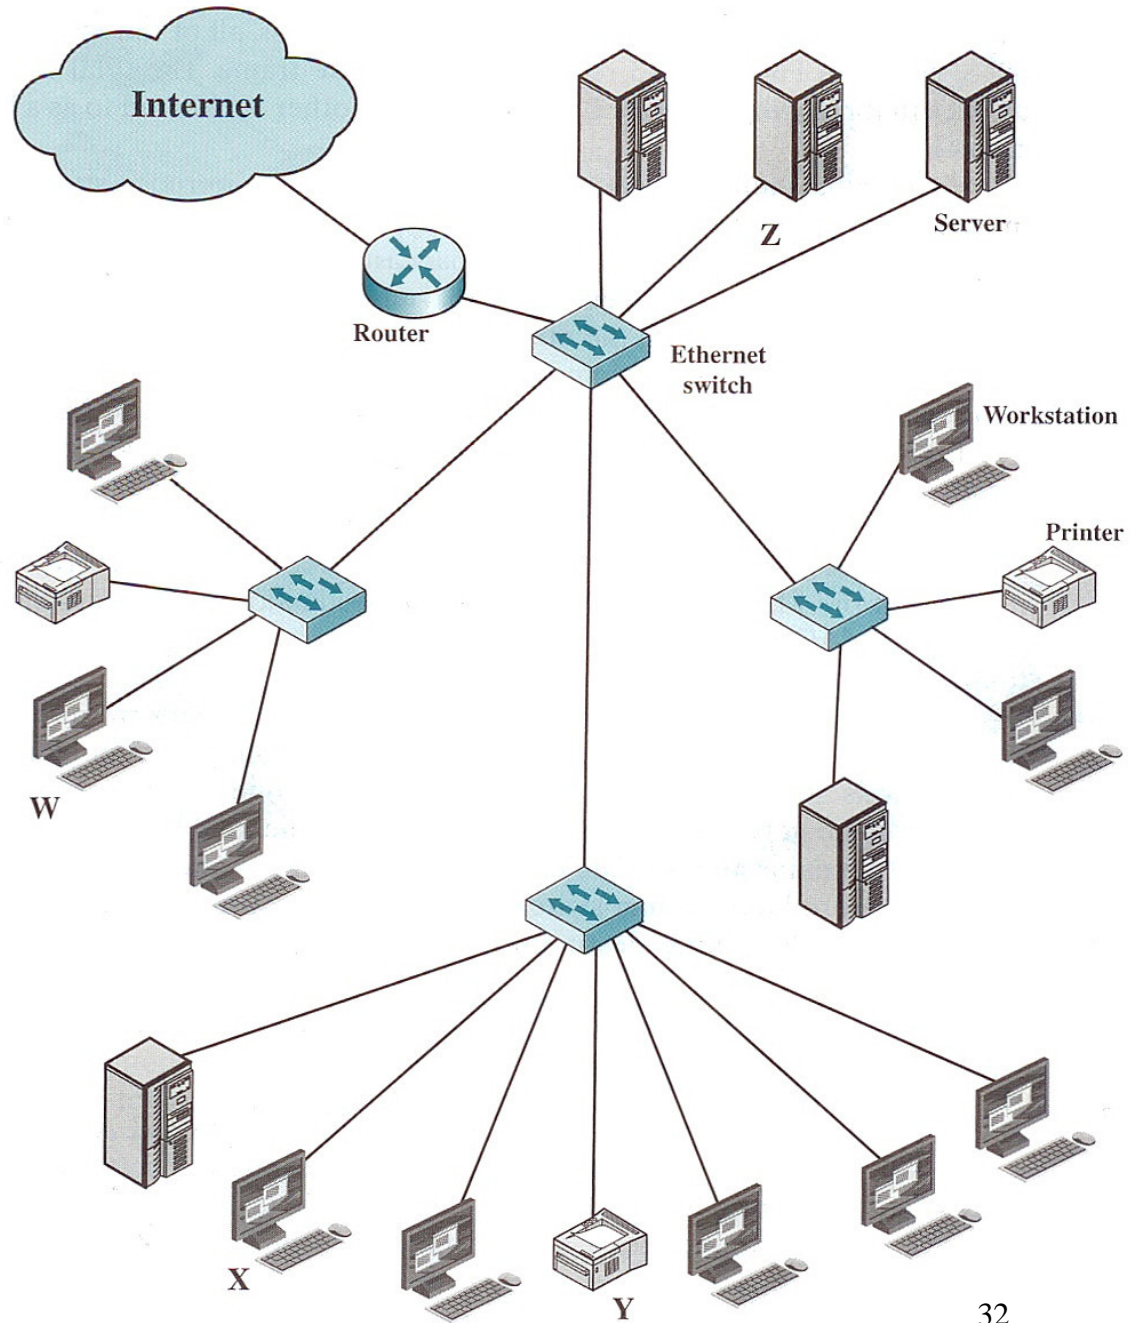 Internet
Server
Router
Z
Ethernet
switch
Workstation
Printer
W
X
Y
32